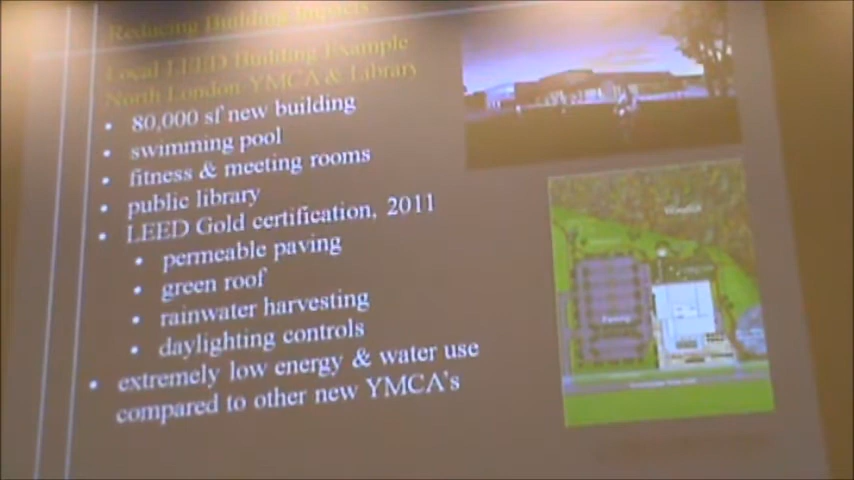 Reducing Building Impacts
Local LEED Building Example
North London YMCA & Library
• 80,000 sf new building
• swimming pool
• fitness & meeting rooms
• public library
• LEED Gold certification, 2011
• permeable paving
• green roof
• rainwater harvesting
• daylighting controls
• extremely low energy & water use
compared to other new YMCA's
Woodlot
Parking